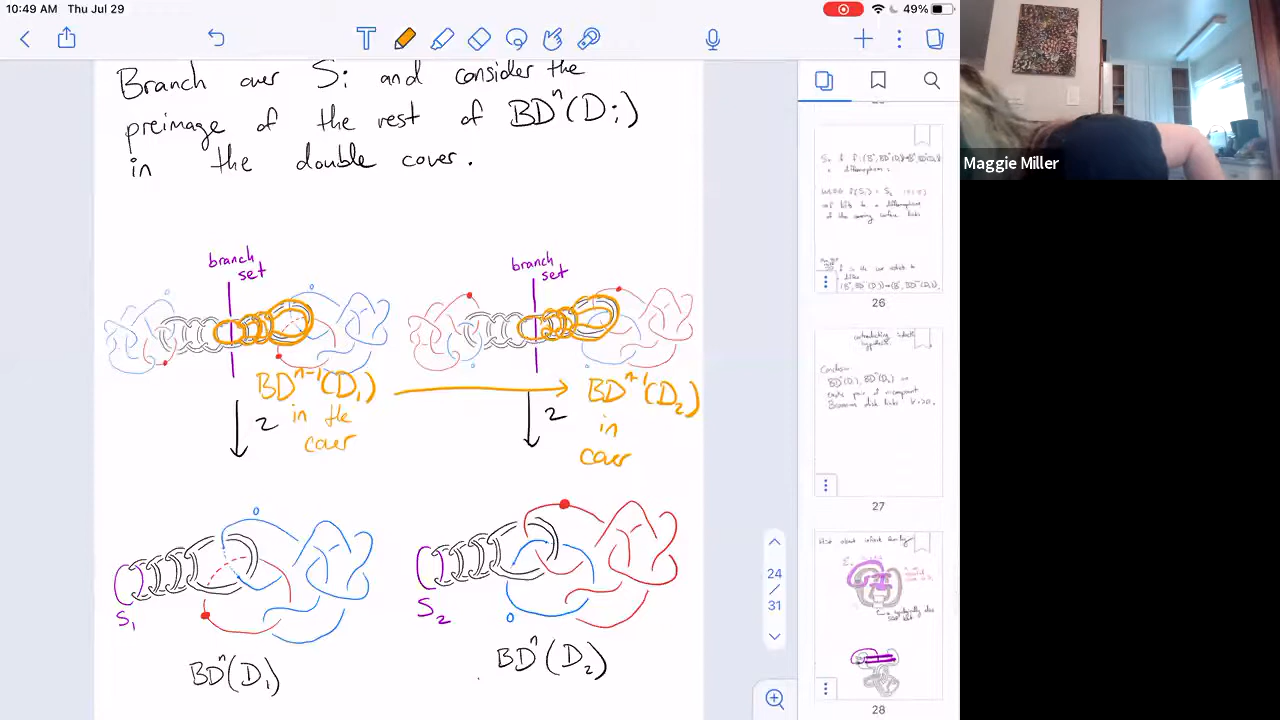 10:49 AM Thu Jul 29
49%
Branch over Si and consider the
preimage of the rest of BDⁿ(Di)
in the double cover.
branch
set
branch
set
BDⁿ⁻¹(D₁)
in the
cover
BDⁿ⁻¹(D₂)
in
cover
2
2
0
0
S₁
S₂
BDⁿ(D₁)
BDⁿ(D₂)
24
/
31
26
27
28
Maggie Miller